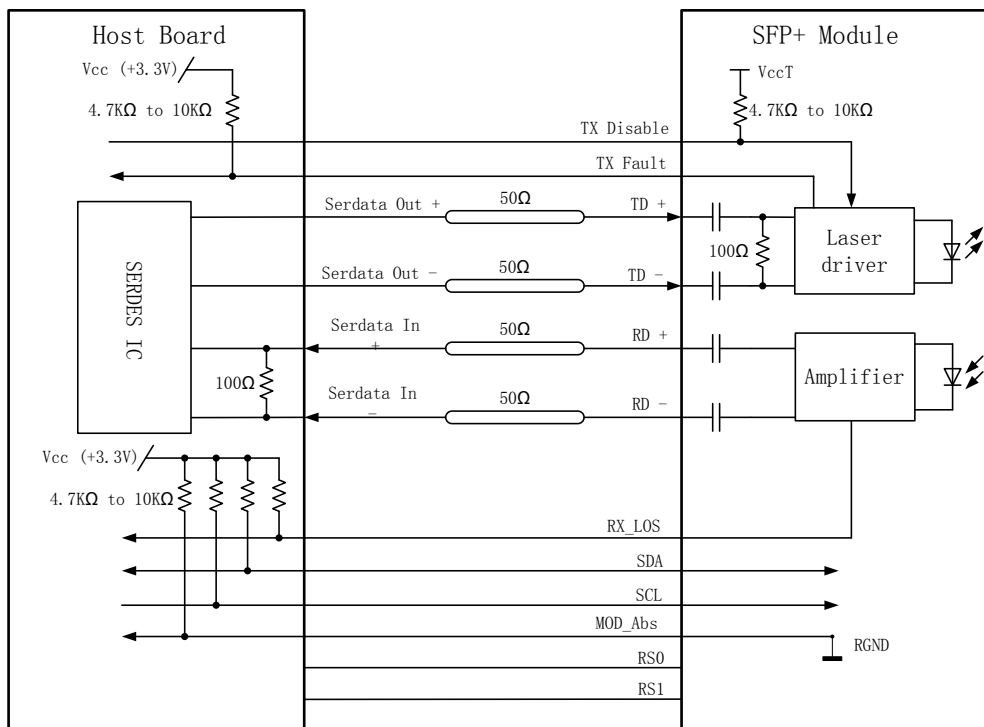 Host Board
SFP+ Module
Vcc (+3.3V)
4.7KΩ to 10KΩ
VccT
4.7KΩ to 10KΩ
TX Disable
TX Fault
SERDES IC
Serdata Out +
50Ω
TD +
Serdata Out -
50Ω
TD -
100Ω
Laser
driver
Serdata In
+
50Ω
RD +
100Ω
Serdata In
-
50Ω
RD -
Amplifier
Vcc (+3.3V)
4.7KΩ to 10KΩ
RX_LOS
SDA
SCL
MOD_Abs
RGND
RS0
RS1